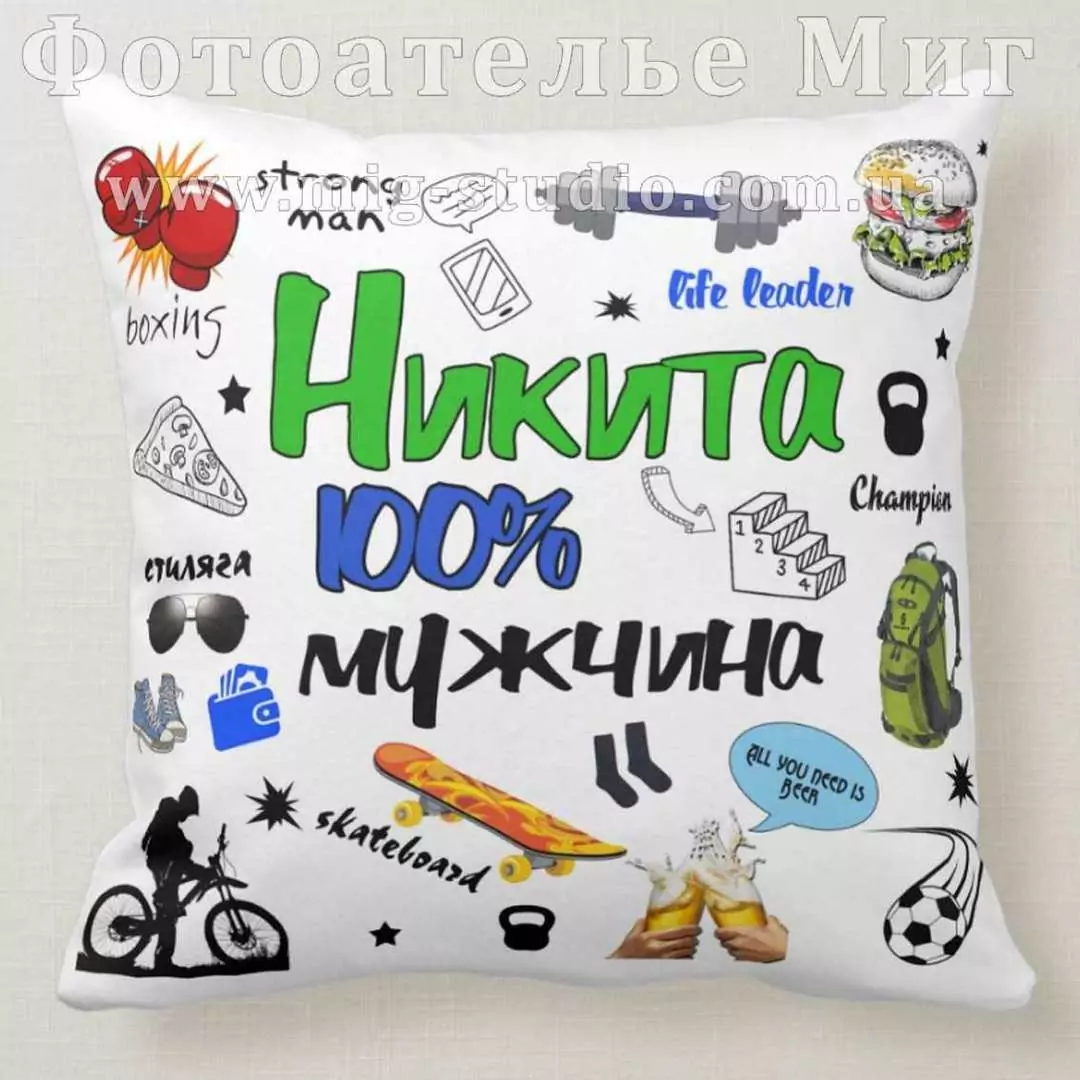 Фотоателье Миг
www.mig-studio.com.ua
strong
man
boxing
life leader
Никита
100%
мужчина
Champion
1
2
3
4
стиляга
ALL YOU NEED IS
BEER
skateboard